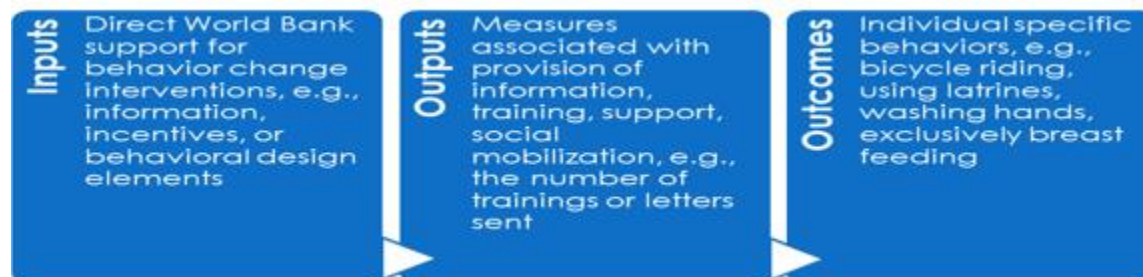 Inputs
Direct World Bank
support for
behavior change
interventions, e.g.,
information,
incentives, or
behavioral design
elements
Outputs
Measures
associated with
provision of
information,
training, support,
social
mobilization, e.g.,
the number of
trainings or letters
sent
Outcomes
Individual specific
behaviors, e.g.,
bicycle riding,
using latrines,
washing hands,
exclusively breast
feeding